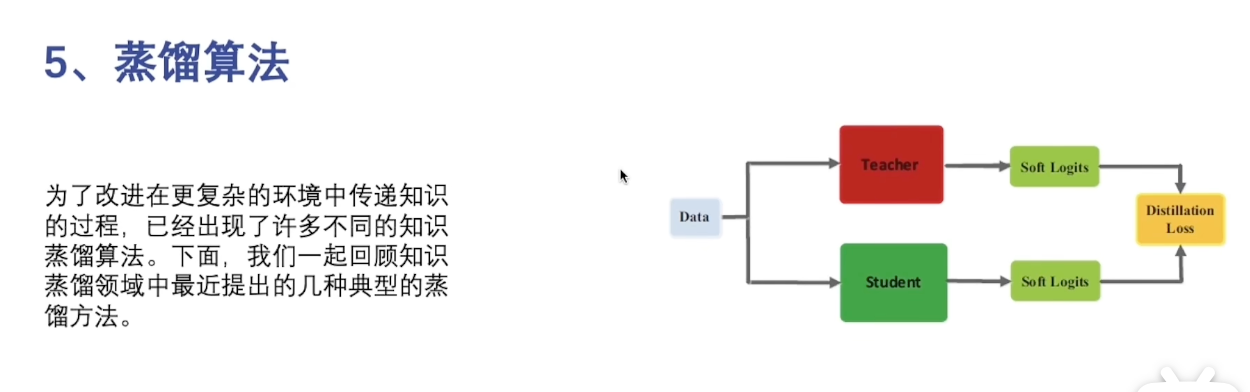 5、蒸馏算法
为了改进在更复杂的环境中传递知识
的过程，已经出现了许多不同的知识
蒸馏算法。下面，我们一起回顾知识
蒸馏领域中最近提出的几种典型的蒸
馏方法。
Data
Teacher
Soft Logits
Distillation
Loss
Student
Soft Logits